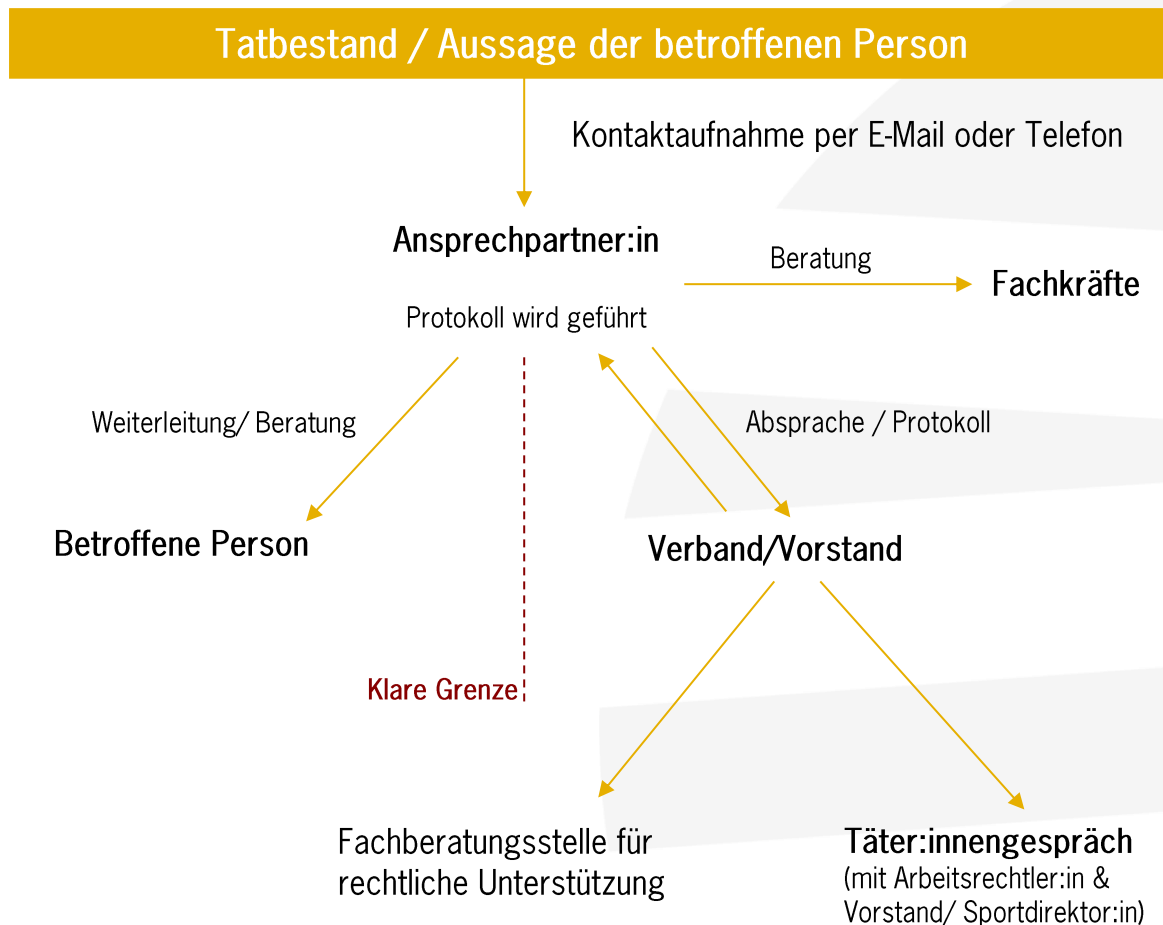 Tatbestand / Aussage der betroffenen Person
Kontaktaufnahme per E-Mail oder Telefon
Ansprechpartner:in
Beratung
Fachkräfte
Protokoll wird geführt
Weiterleitung/ Beratung
Absprache / Protokoll
Betroffene Person
Verband/Vorstand
Klare Grenze
Fachberatungsstelle für
rechtliche Unterstützung
Täter:innengespräch
(mit Arbeitsrechtler:in &
Vorstand/ Sportdirektor:in)